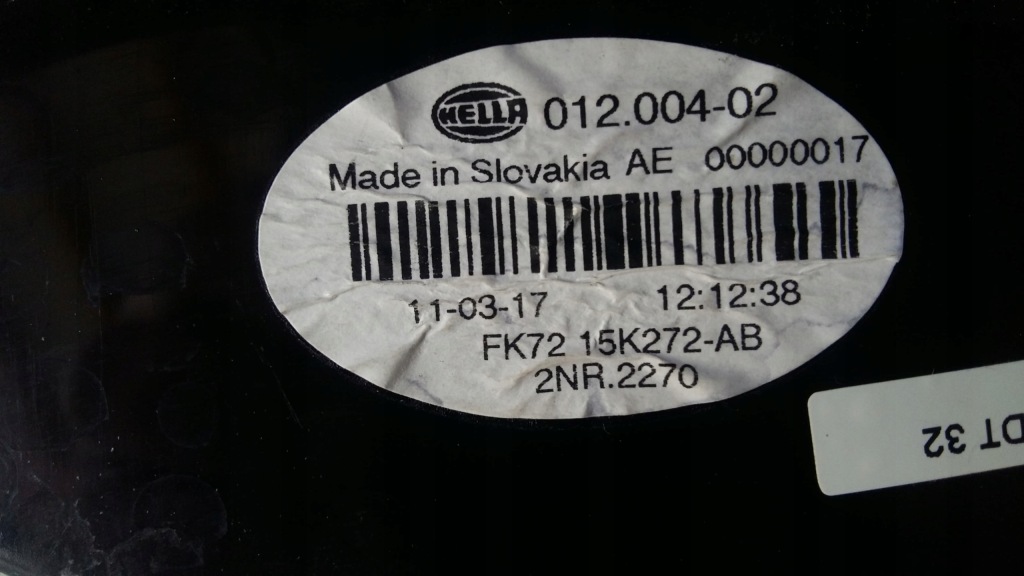 HELLA 012.004-02
Made in Slovakia AE 00000017
11-03-17 12:12:38
FK72 15K272-AB
2NR.2270
DT 32